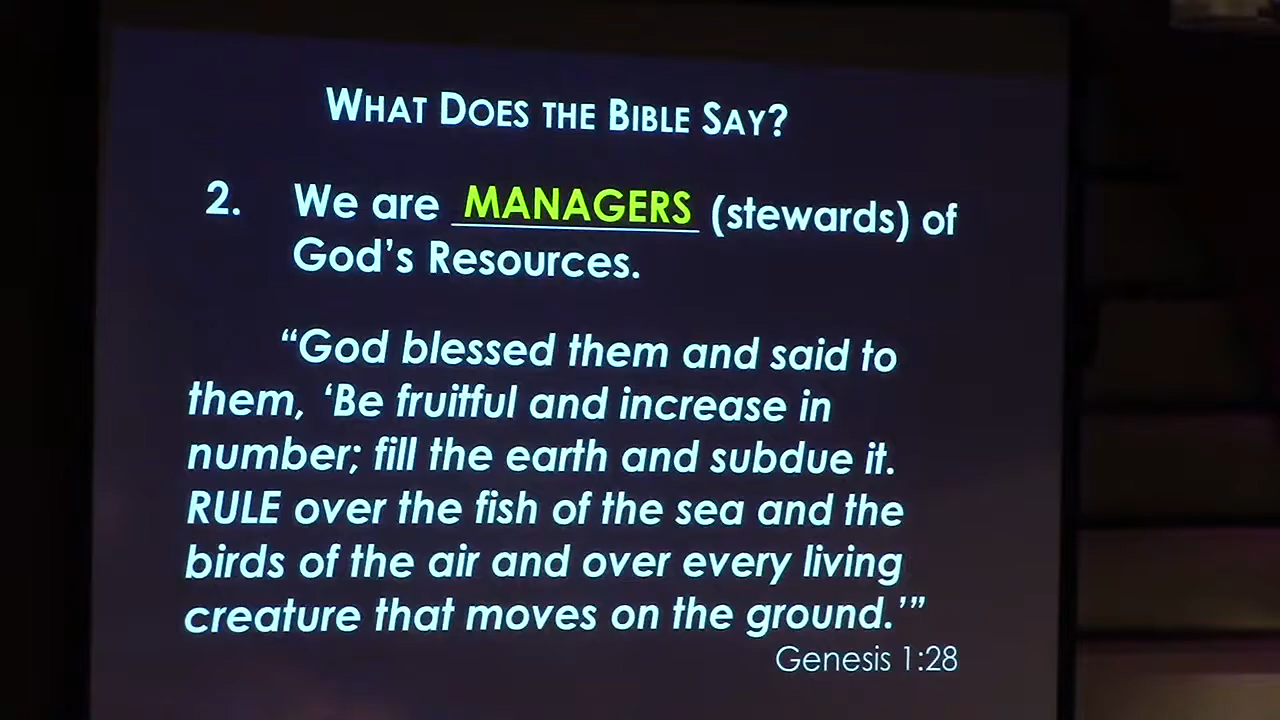 WHAT DOES THE BIBLE SAY?
2. We are MANAGERS (stewards) of
God’s Resources.
“God blessed them and said to
them, ‘Be fruitful and increase in
number; fill the earth and subdue it.
RULE over the fish of the sea and the
birds of the air and over every living
creature that moves on the ground.’”
Genesis 1:28